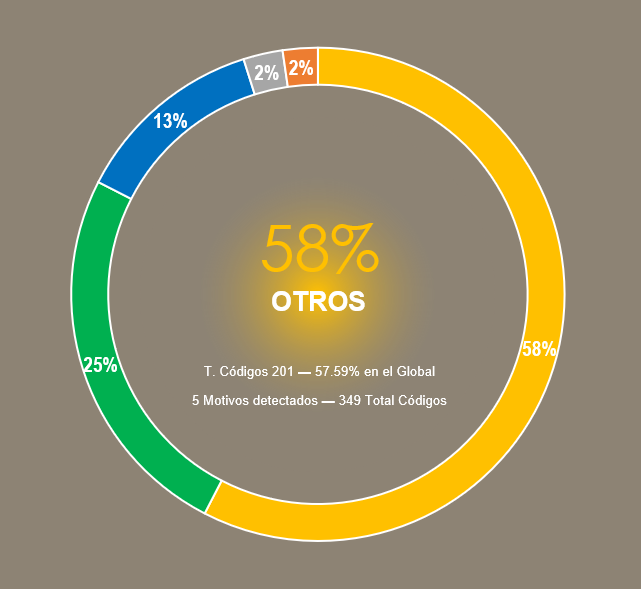 2%
2%
13%
58%
OTROS
58%
25%
T. Códigos 201 — 57.59% en el Global
5 Motivos detectados — 349 Total Códigos